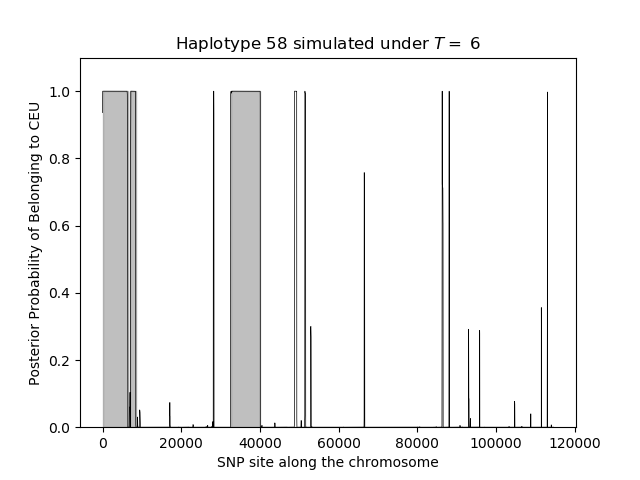 Haplotype 58 simulated under T = 6
Posterior Probability of Belonging to CEU
1.0
0.8
0.6
0.4
0.2
0.0
0 20000 40000 60000 80000 100000 120000
SNP site along the chromosome